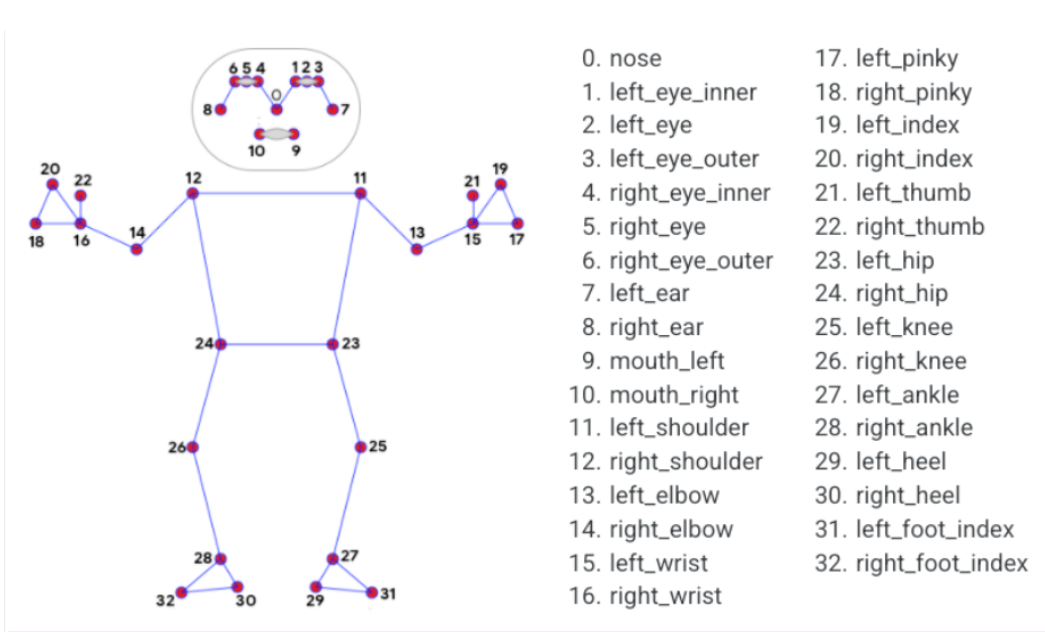 6 5 4 1 2 3
0
8 7
10 9
20 19
22 12 11 21
18 16 14 13 15 17
24 23
26 25
28 27
32 30 29 31
0. nose
1. left_eye_inner
2. left_eye
3. left_eye_outer
4. right_eye_inner
5. right_eye
6. right_eye_outer
7. left_ear
8. right_ear
9. mouth_left
10. mouth_right
11. left_shoulder
12. right_shoulder
13. left_elbow
14. right_elbow
15. left_wrist
16. right_wrist
17. left_pinky
18. right_pinky
19. left_index
20. right_index
21. left_thumb
22. right_thumb
23. left_hip
24. right_hip
25. left_knee
26. right_knee
27. left_ankle
28. right_ankle
29. left_heel
30. right_heel
31. left_foot_index
32. right_foot_index